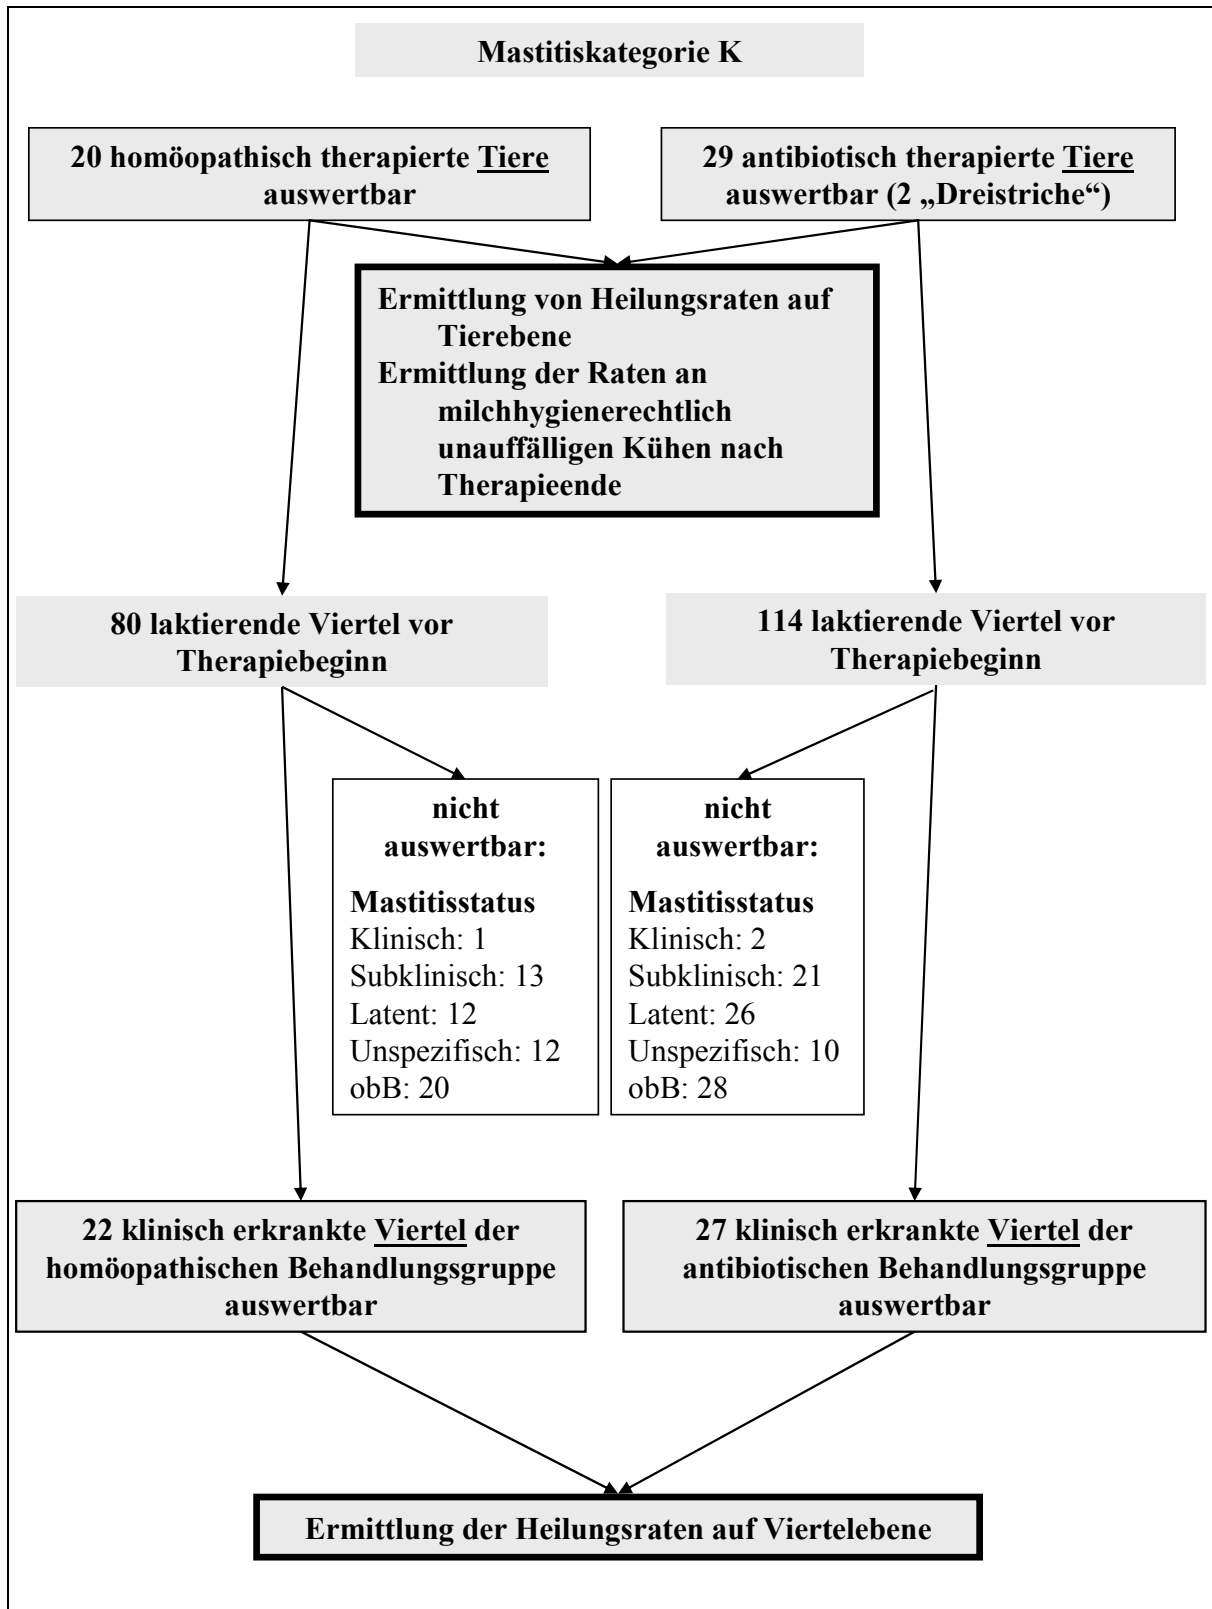 Mastitiskategorie K
20 homöopathisch therapierte Tiere
auswertbar
29 antibiotisch therapierte Tiere
auswertbar (2 „Dreistriche“)
Ermittlung von Heilungsraten auf
Tierebene
Ermittlung der Raten an
milchhygienerechtlich
unauffälligen Kühen nach
Therapieende
80 laktierende Viertel vor
Therapiebeginn
114 laktierende Viertel vor
Therapiebeginn
nicht
auswertbar:
Mastitisstatus
Klinisch: 1
Subklinisch: 13
Latent: 12
Unspezifisch: 12
obB: 20
nicht
auswertbar:
Mastitisstatus
Klinisch: 2
Subklinisch: 21
Latent: 26
Unspezifisch: 10
obB: 28
22 klinisch erkrankte Viertel der
homöopathischen Behandlungsgruppe
auswertbar
27 klinisch erkrankte Viertel der
antibiotischen Behandlungsgruppe
auswertbar
Ermittlung der Heilungsraten auf Viertelebene